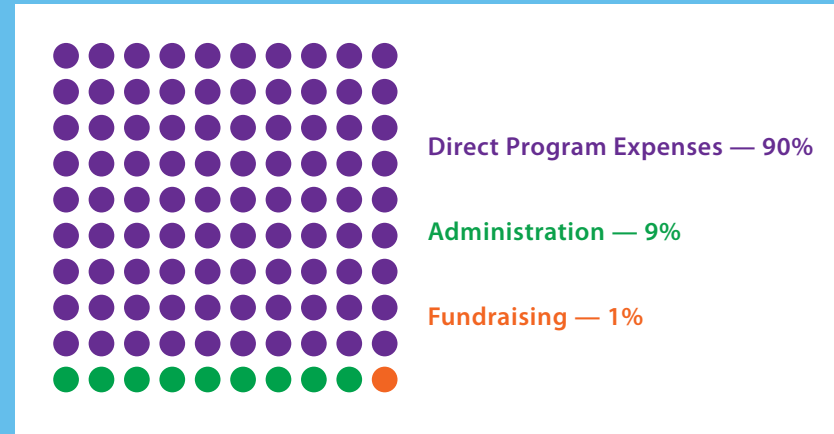 Direct Program Expenses — 90%
Administration — 9%
Fundraising — 1%